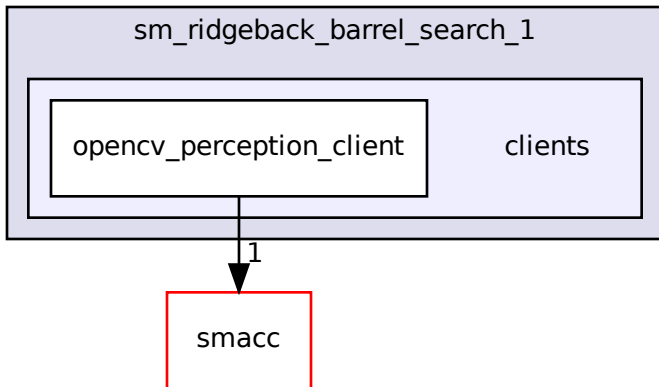 sm_ridgeback_barrel_search_1
opencv_perception_client
clients
1
smacc